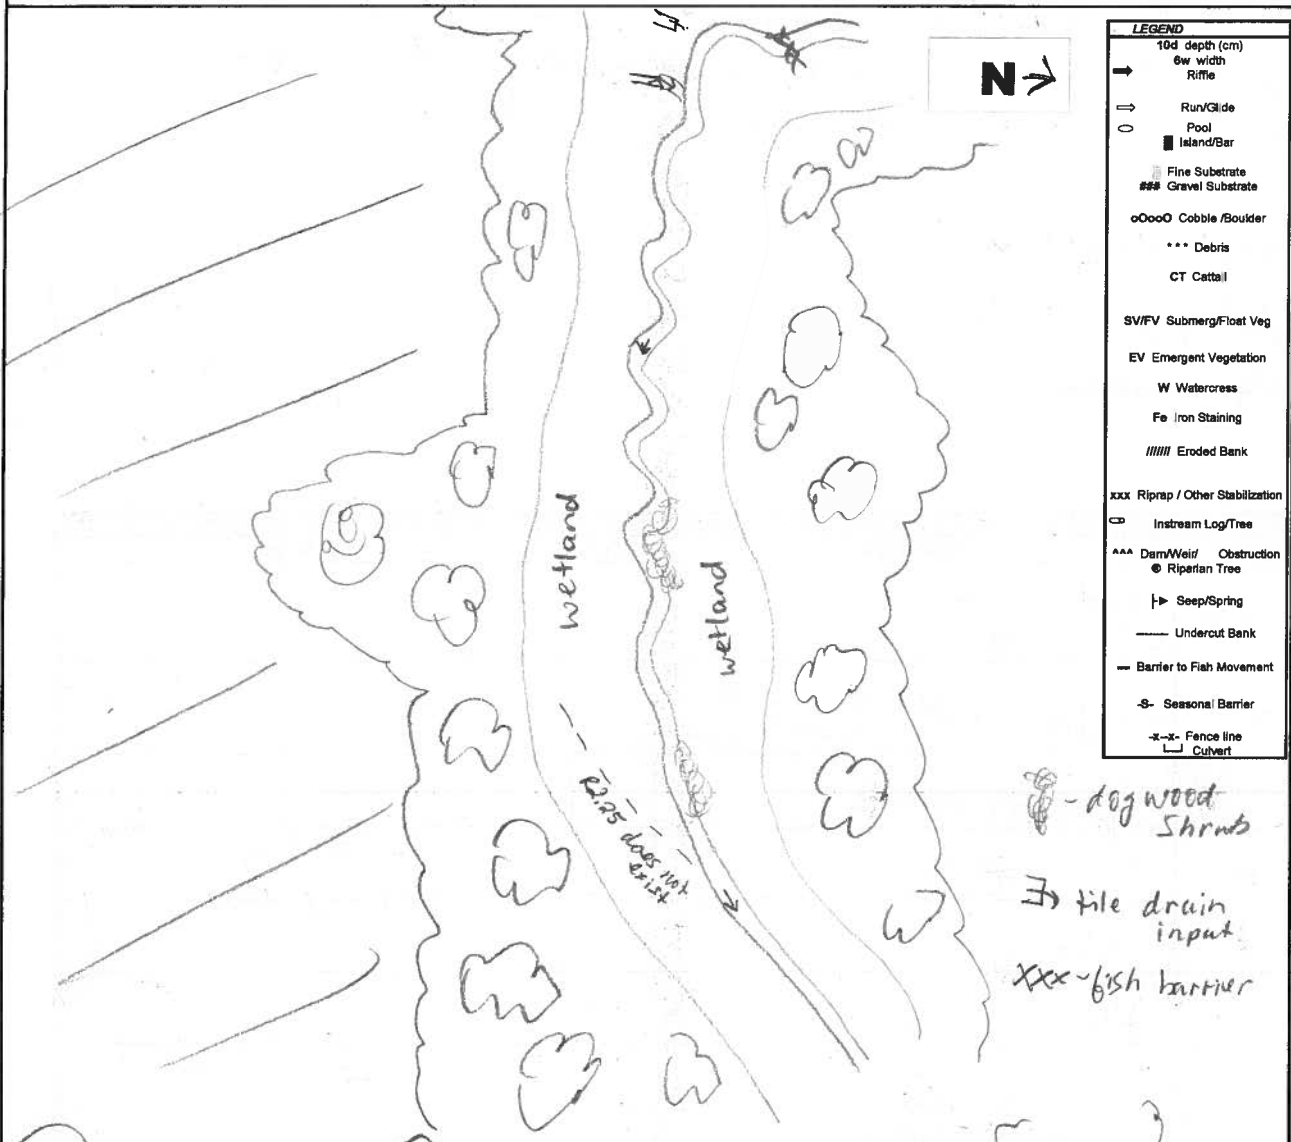 N
LEGEND
10d depth (cm)
6w width
Riffle
Run/Glide
Pool
Island/Bar
Fine Substrate
### Gravel Substrate
oOooO Cobble /Boulder
*** Debris
CT Cattail
SV/FV Submerg/Float Veg
EV Emergent Vegetation
W Watercress
Fe Iron Staining
/////// Eroded Bank
xxx Riprap / Other Stabilization
Instream Log/Tree
^^^ Dam/Weir/ Obstruction
Riparian Tree
Seep/Spring
Undercut Bank
Barrier to Fish Movement
-S- Seasonal Barrier
-x--x- Fence line
Culvert
wetland
wetland
R2.25 does not
exist
- dogwood
Shrub
tile drain
input
xxx - fish barrier